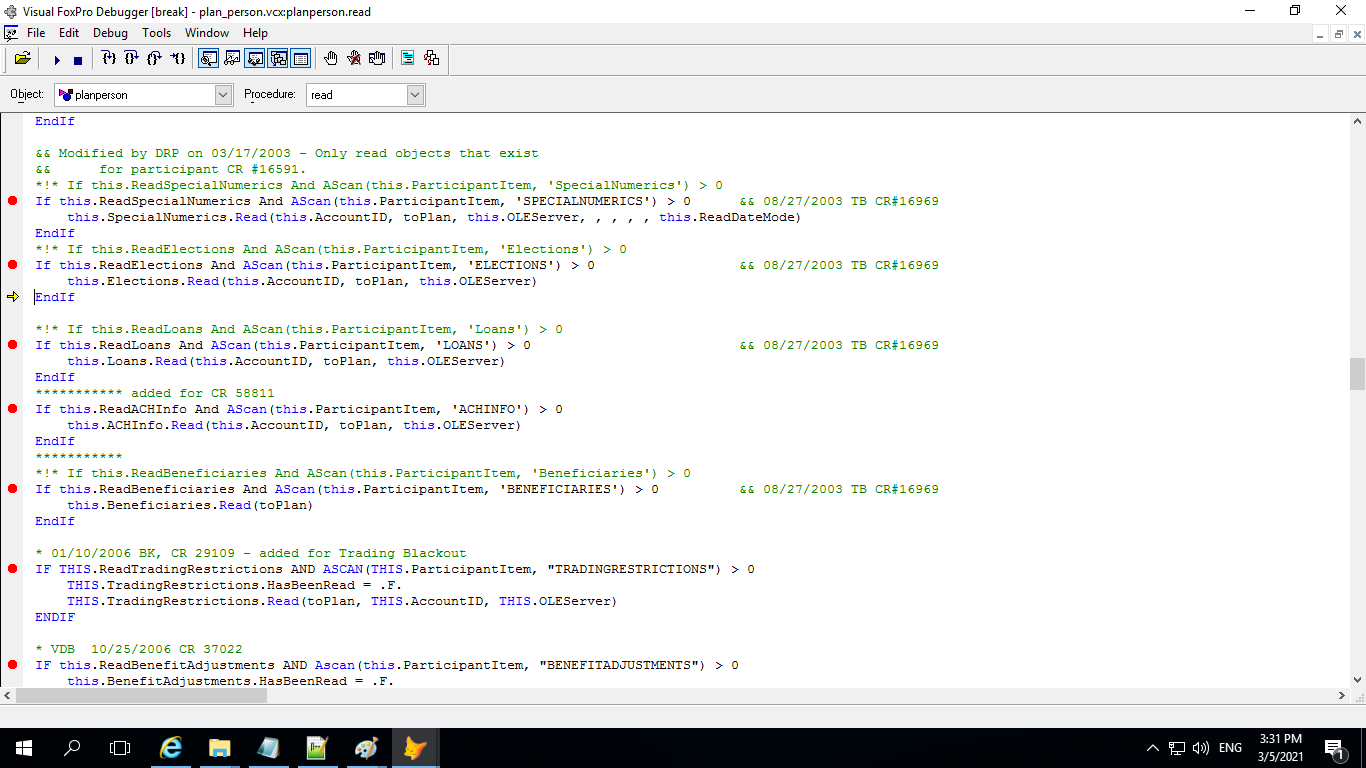 Visual FoxPro Debugger [break] - plan_person.vcx:planperson.read
File Edit Debug Tools Window Help
Object: planperson Procedure: read
EndIf
&& Modified by DRP on 03/17/2003 - Only read objects that exist
&&      for participant CR #16591.
*!* If this.ReadSpecialNumerics And AScan(this.ParticipantItem, 'SpecialNumerics') > 0
If this.ReadSpecialNumerics And AScan(this.ParticipantItem, 'SPECIALNUMERICS') > 0      && 08/27/2003 TB CR#16969
    this.SpecialNumerics.Read(this.AccountID, toPlan, this.OLEServer, , , , , this.ReadDateMode)
EndIf
*!* If this.ReadElections And AScan(this.ParticipantItem, 'Elections') > 0
If this.ReadElections And AScan(this.ParticipantItem, 'ELECTIONS') > 0                  && 08/27/2003 TB CR#16969
    this.Elections.Read(this.AccountID, toPlan, this.OLEServer)
EndIf
*!* If this.ReadLoans And AScan(this.ParticipantItem, 'Loans') > 0
If this.ReadLoans And AScan(this.ParticipantItem, 'LOANS') > 0                          && 08/27/2003 TB CR#16969
    this.Loans.Read(this.AccountID, toPlan, this.OLEServer)
EndIf
*********** added for CR 58811
If this.ReadACHInfo And AScan(this.ParticipantItem, 'ACHINFO') > 0
    this.ACHInfo.Read(this.AccountID, toPlan, this.OLEServer)
EndIf
***********
*!* If this.ReadBeneficiaries And AScan(this.ParticipantItem, 'Beneficiaries') > 0
If this.ReadBeneficiaries And AScan(this.ParticipantItem, 'BENEFICIARIES') > 0          && 08/27/2003 TB CR#16969
    this.Beneficiaries.Read(toPlan)
EndIf
* 01/10/2006 BK, CR 29109 - added for Trading Blackout
IF THIS.ReadTradingRestrictions AND ASCAN(THIS.ParticipantItem, "TRADINGRESTRICTIONS") > 0
    THIS.TradingRestrictions.HasBeenRead = .F.
    THIS.TradingRestrictions.Read(toPlan, THIS.AccountID, THIS.OLEServer)
ENDIF
* VDB  10/25/2006 CR 37022
IF this.ReadBenefitAdjustments AND Ascan(this.ParticipantItem, "BENEFITADJUSTMENTS") > 0
    this.BenefitAdjustments.HasBeenRead = .F.
ENG
3:31 PM
3/5/2021
1